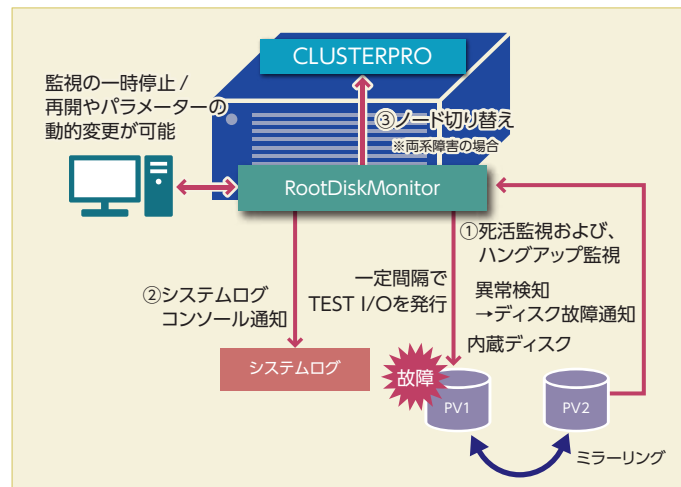 CLUSTERPRO
監視の一時停止 /
再開やパラメーターの
動的変更が可能
③ノード切り替え
※両系障害の場合
RootDiskMonitor
①死活監視および、
ハングアップ監視
一定間隔で
TEST I/Oを発行
異常検知
→ディスク故障通知
②システムログ
コンソール通知
内蔵ディスク
システムログ
故障
PV1
PV2
ミラーリング